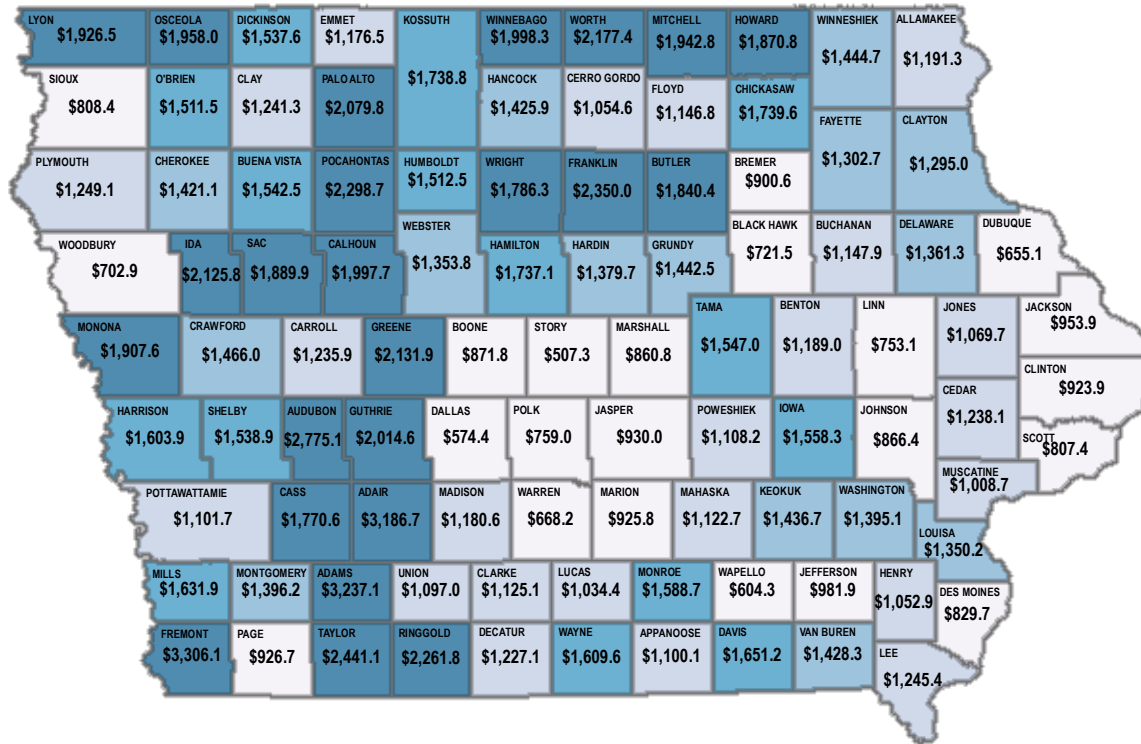 LYON
$1,926.5
OSCEOLA
$1,958.0
DICKINSON
$1,537.6
EMMET
$1,176.5
KOSSUTH
$1,738.8
WINNEBAGO
$1,998.3
WORTH
$2,177.4
MITCHELL
$1,942.8
HOWARD
$1,870.8
WINNESHIEK
$1,444.7
ALLAMAKEE
$1,191.3
SIOUX
$808.4
O'BRIEN
$1,511.5
CLAY
$1,241.3
PALO ALTO
$2,079.8
HANCOCK
$1,425.9
CERRO GORDO
$1,054.6
FLOYD
$1,146.8
CHICKASAW
$1,739.6
FAYETTE
$1,302.7
CLAYTON
$1,295.0
PLYMOUTH
$1,249.1
CHEROKEE
$1,421.1
BUENA VISTA
$1,542.5
POCAHONTAS
$2,298.7
HUMBOLDT
$1,512.5
WRIGHT
$1,786.3
FRANKLIN
$2,350.0
BUTLER
$1,840.4
BREMER
$900.6
WOODBURY
$702.9
IDA
$2,125.8
SAC
$1,889.9
CALHOUN
$1,997.7
WEBSTER
$1,353.8
HAMILTON
$1,737.1
HARDIN
$1,379.7
GRUNDY
$1,442.5
BLACK HAWK
$721.5
BUCHANAN
$1,147.9
DELAWARE
$1,361.3
DUBUQUE
$655.1
MONONA
$1,907.6
CRAWFORD
$1,466.0
CARROLL
$1,235.9
GREENE
$2,131.9
BOONE
$871.8
STORY
$507.3
MARSHALL
$860.8
TAMA
$1,547.0
BENTON
$1,189.0
LINN
$753.1
JONES
$1,069.7
JACKSON
$953.9
CLINTON
$923.9
HARRISON
$1,603.9
SHELBY
$1,538.9
AUDUBON
$2,775.1
GUTHRIE
$2,014.6
DALLAS
$574.4
POLK
$759.0
JASPER
$930.0
POWESHIEK
$1,108.2
IOWA
$1,558.3
JOHNSON
$866.4
CEDAR
$1,238.1
SCOTT
$807.4
MUSCATINE
$1,008.7
POTTAWATTAMIE
$1,101.7
CASS
$1,770.6
ADAIR
$3,186.7
MADISON
$1,180.6
WARREN
$668.2
MARION
$925.8
MAHASKA
$1,122.7
KEOKUK
$1,436.7
WASHINGTON
$1,395.1
LOUISA
$1,350.2
MILLS
$1,631.9
MONTGOMERY
$1,396.2
ADAMS
$3,237.1
UNION
$1,097.0
CLARKE
$1,125.1
LUCAS
$1,034.4
MONROE
$1,588.7
WAPELLO
$604.3
JEFFERSON
$981.9
HENRY
$1,052.9
DES MOINES
$829.7
FREMONT
$3,306.1
PAGE
$926.7
TAYLOR
$2,441.1
RINGGOLD
$2,261.8
DECATUR
$1,227.1
WAYNE
$1,609.6
APPANOOSE
$1,100.1
DAVIS
$1,651.2
VAN BUREN
$1,428.3
LEE
$1,245.4